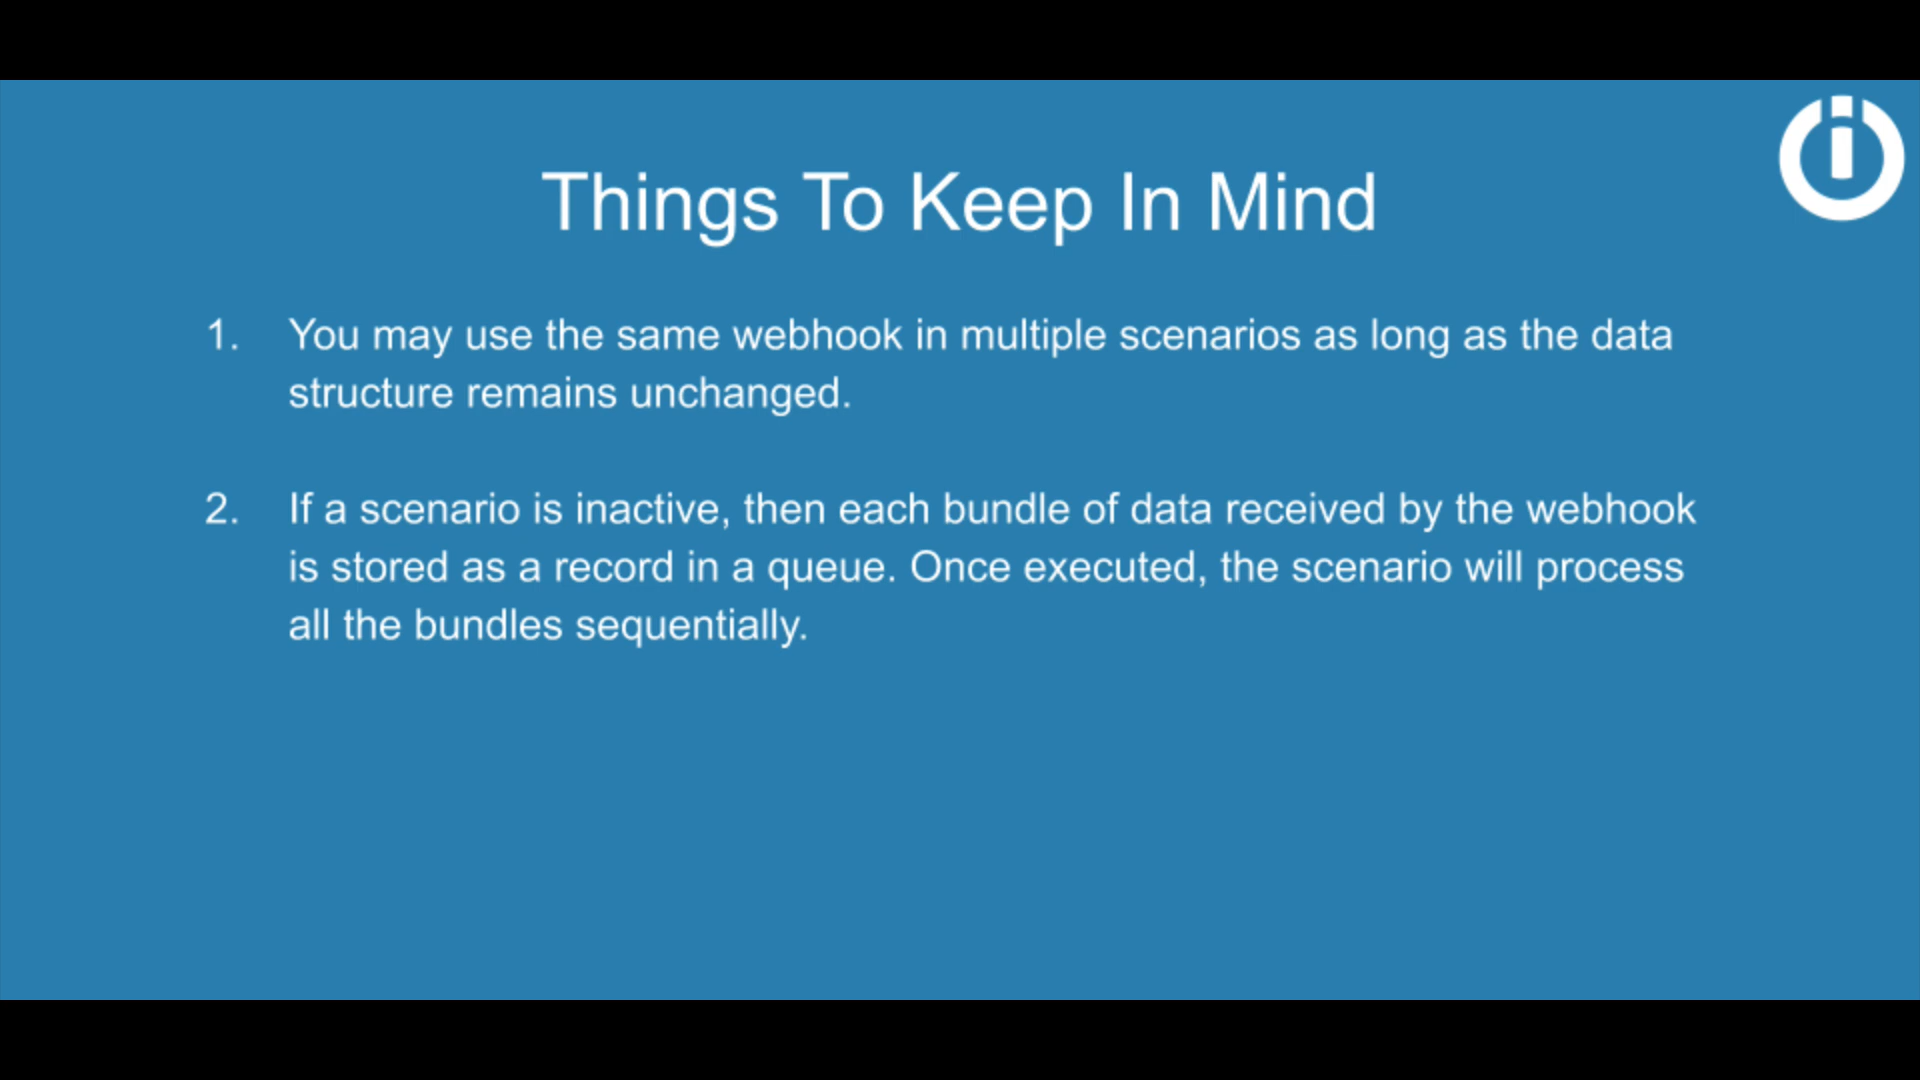 Things To Keep In Mind
1. You may use the same webhook in multiple scenarios as long as the data
structure remains unchanged.
2. If a scenario is inactive, then each bundle of data received by the webhook
is stored as a record in a queue. Once executed, the scenario will process
all the bundles sequentially.